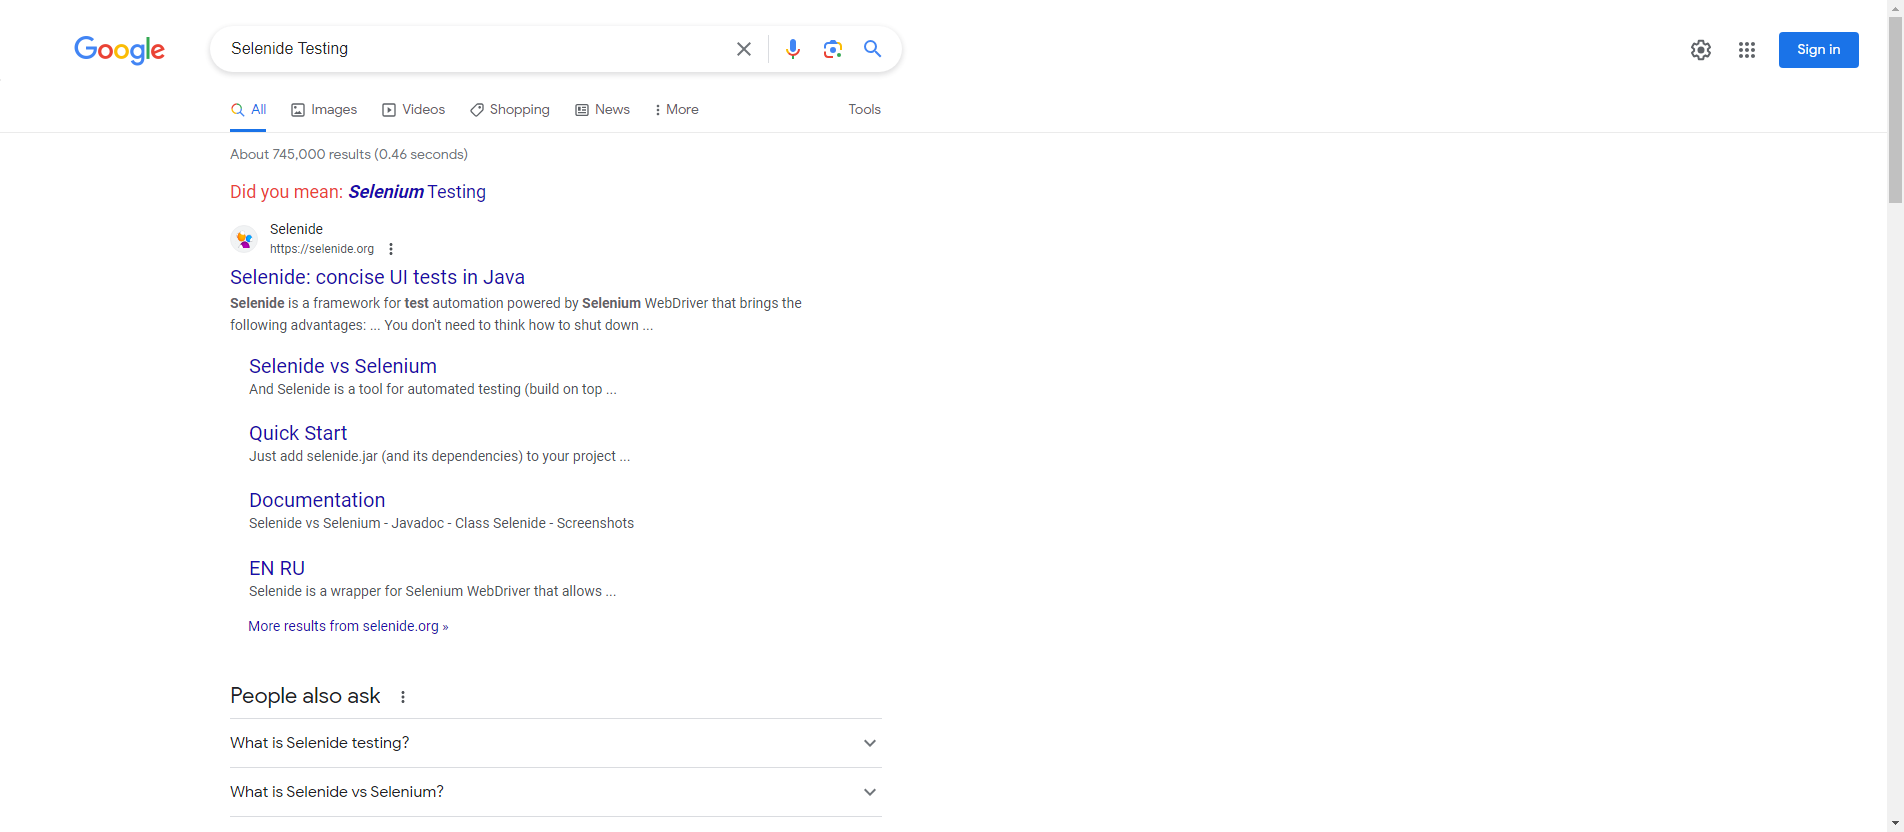 Google
Selenide Testing
Sign in
All Images Videos Shopping News More Tools
About 745,000 results (0.46 seconds)
Did you mean: Selenium Testing
Selenide
https://selenide.org
Selenide: concise UI tests in Java
Selenide is a framework for test automation powered by Selenium WebDriver that brings the
following advantages: ... You don't need to think how to shut down ...
Selenide vs Selenium
And Selenide is a tool for automated testing (build on top ...
Quick Start
Just add selenide.jar (and its dependencies) to your project ...
Documentation
Selenide vs Selenium - Javadoc - Class Selenide - Screenshots
EN RU
Selenide is a wrapper for Selenium WebDriver that allows ...
More results from selenide.org »
People also ask
What is Selenide testing?
What is Selenide vs Selenium?